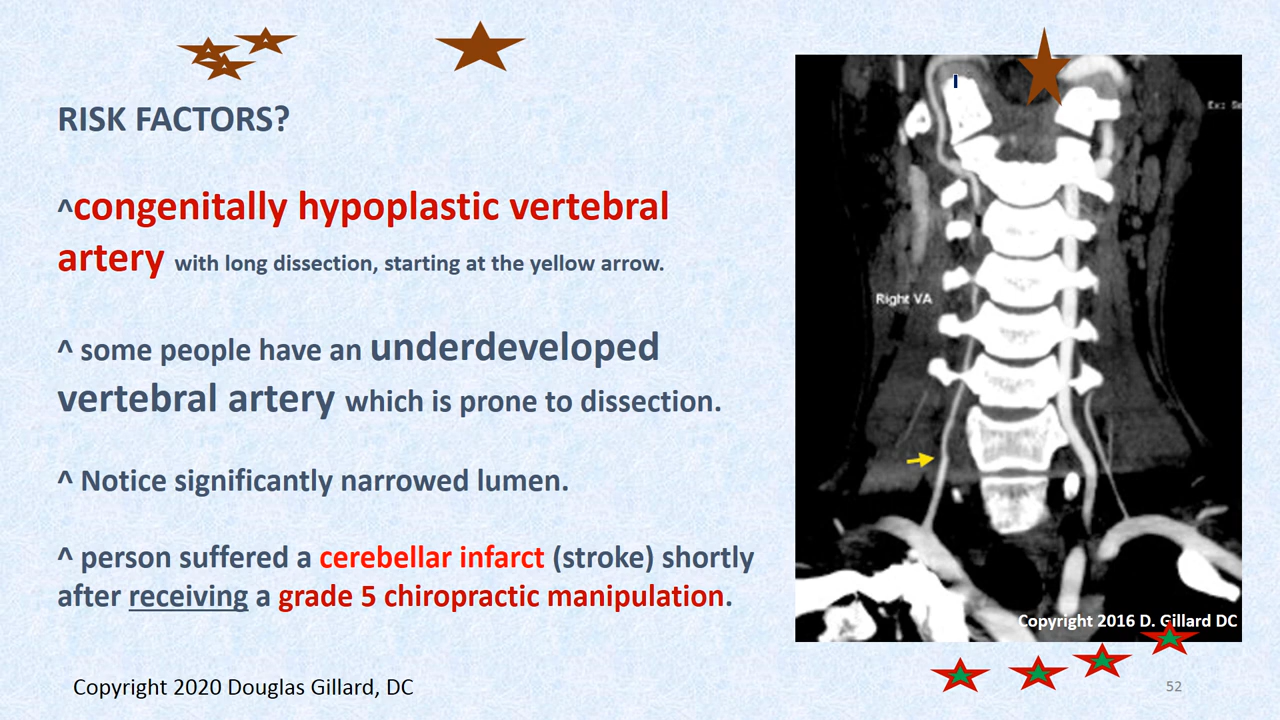 RISK FACTORS?
^congenitally hypoplastic vertebral
artery with long dissection, starting at the yellow arrow.
^ some people have an underdeveloped
vertebral artery which is prone to dissection.
^ Notice significantly narrowed lumen.
^ person suffered a cerebellar infarct (stroke) shortly
after receiving a grade 5 chiropractic manipulation.
Ex: Se
Right VA
Copyright 2016 D. Gillard DC
Copyright 2020 Douglas Gillard, DC
52